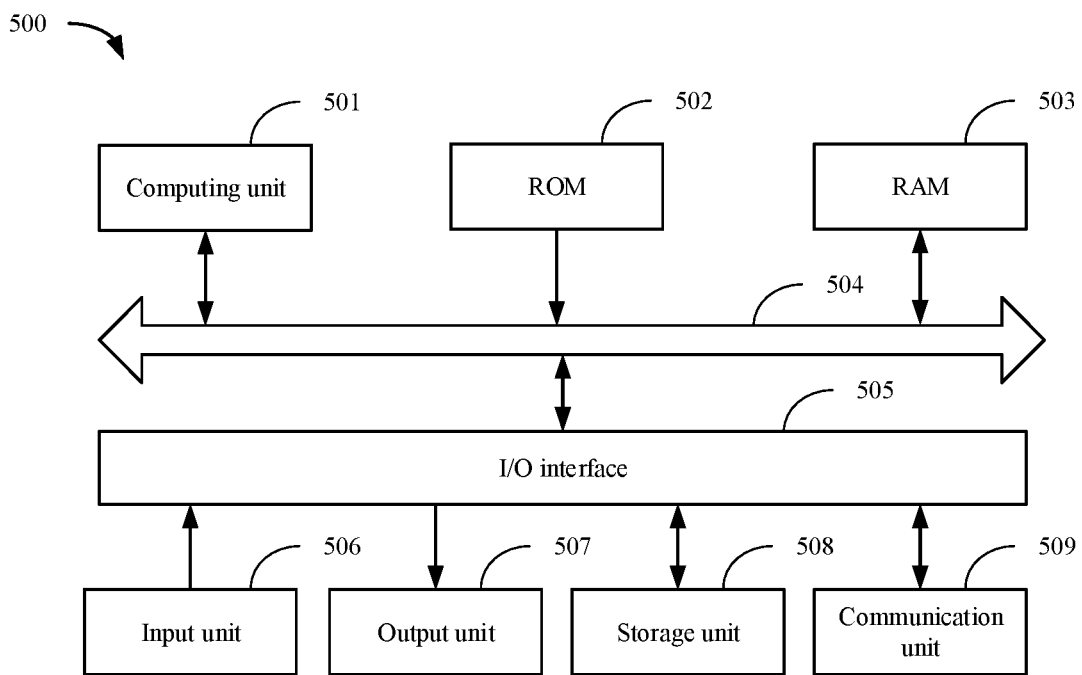 500
501
502
503
Computing unit
ROM
RAM
504
505
I/O interface
506
507
508
509
Input unit
Output unit
Storage unit
Communication
unit